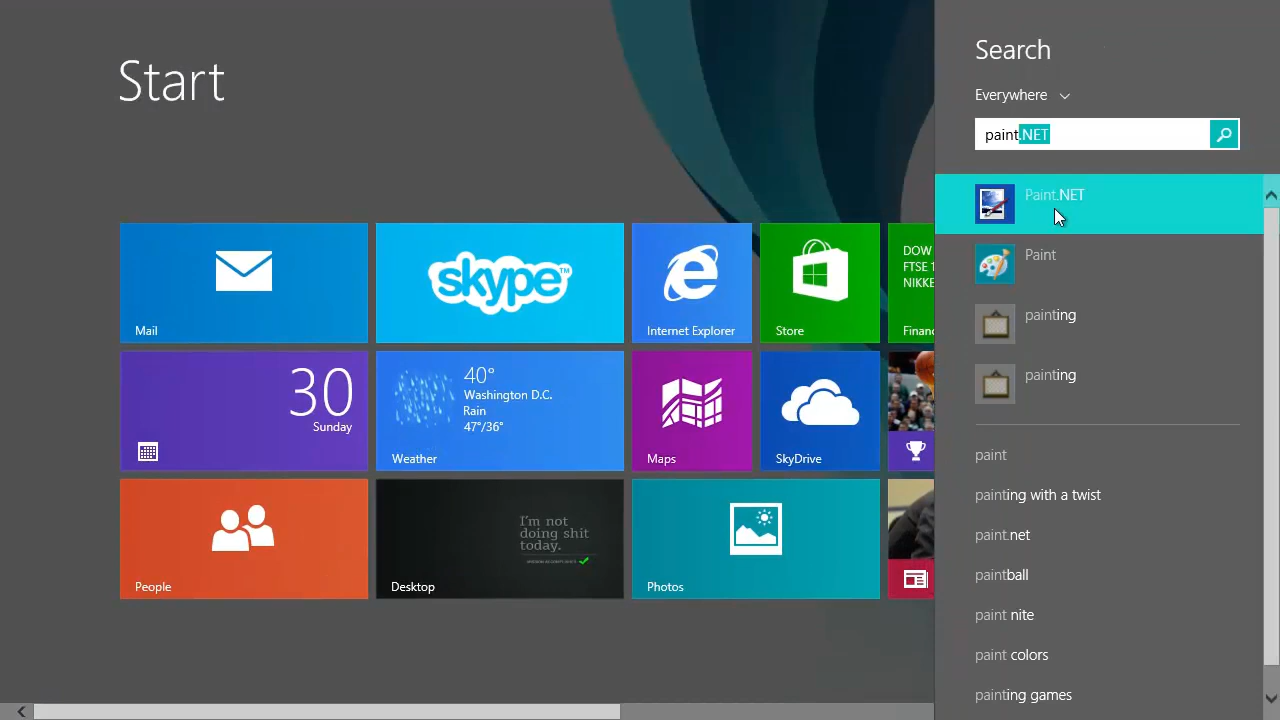 Start
Search
Everywhere
paint.NET
Paint.NET
Paint
painting
painting
paint
painting with a twist
paint.net
paintball
paint nite
paint colors
painting games
Mail
skype™
Internet Explorer
Store
DOW
FTSE 1
NIKKE
Financ
30
Sunday
40°
Washington D.C.
Rain
47°/36°
Weather
Maps
SkyDrive
People
I'm not
doing shit
today.
Desktop
Photos